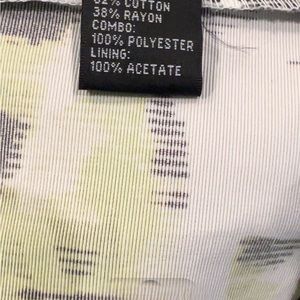 62% COTTON
38% RAYON
COMBO:
100% POLYESTER
LINING:
100% ACETATE